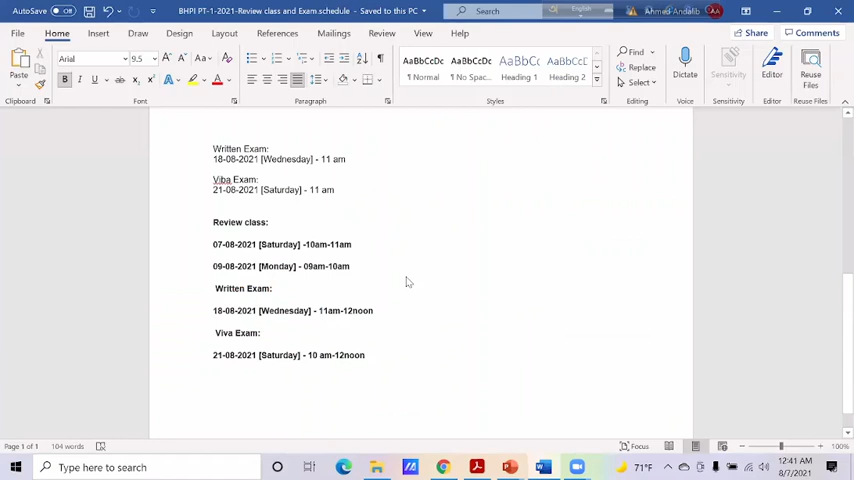 AutoSave Off BHPI PT-1-2021-Review class and Exam schedule - Saved to this PC Search English Ahmed Andalib AA
File Home Insert Draw Design Layout References Mailings Review View Help Share Comments
Paste Arial 9.5 Find Replace Select Dictate Sensitivity Editor Reuse Files
AaBbCcDc AaBbCcDc AaBbCc AaBbCcD
¶ Normal ¶ No Spac... Heading 1 Heading 2
Clipboard Font Paragraph Styles Editing Voice Sensitivity Editor Reuse Files
Written Exam:
18-08-2021 [Wednesday] - 11 am
Viba Exam:
21-08-2021 [Saturday] - 11 am
Review class:
07-08-2021 [Saturday] -10am-11am
09-08-2021 [Monday] - 09am-10am
Written Exam:
18-08-2021 [Wednesday] - 11am-12noon
Viva Exam:
21-08-2021 [Saturday] - 10 am-12noon
Page 1 of 1 104 words Focus 100%
Type here to search 71°F 12:41 AM
8/7/2021